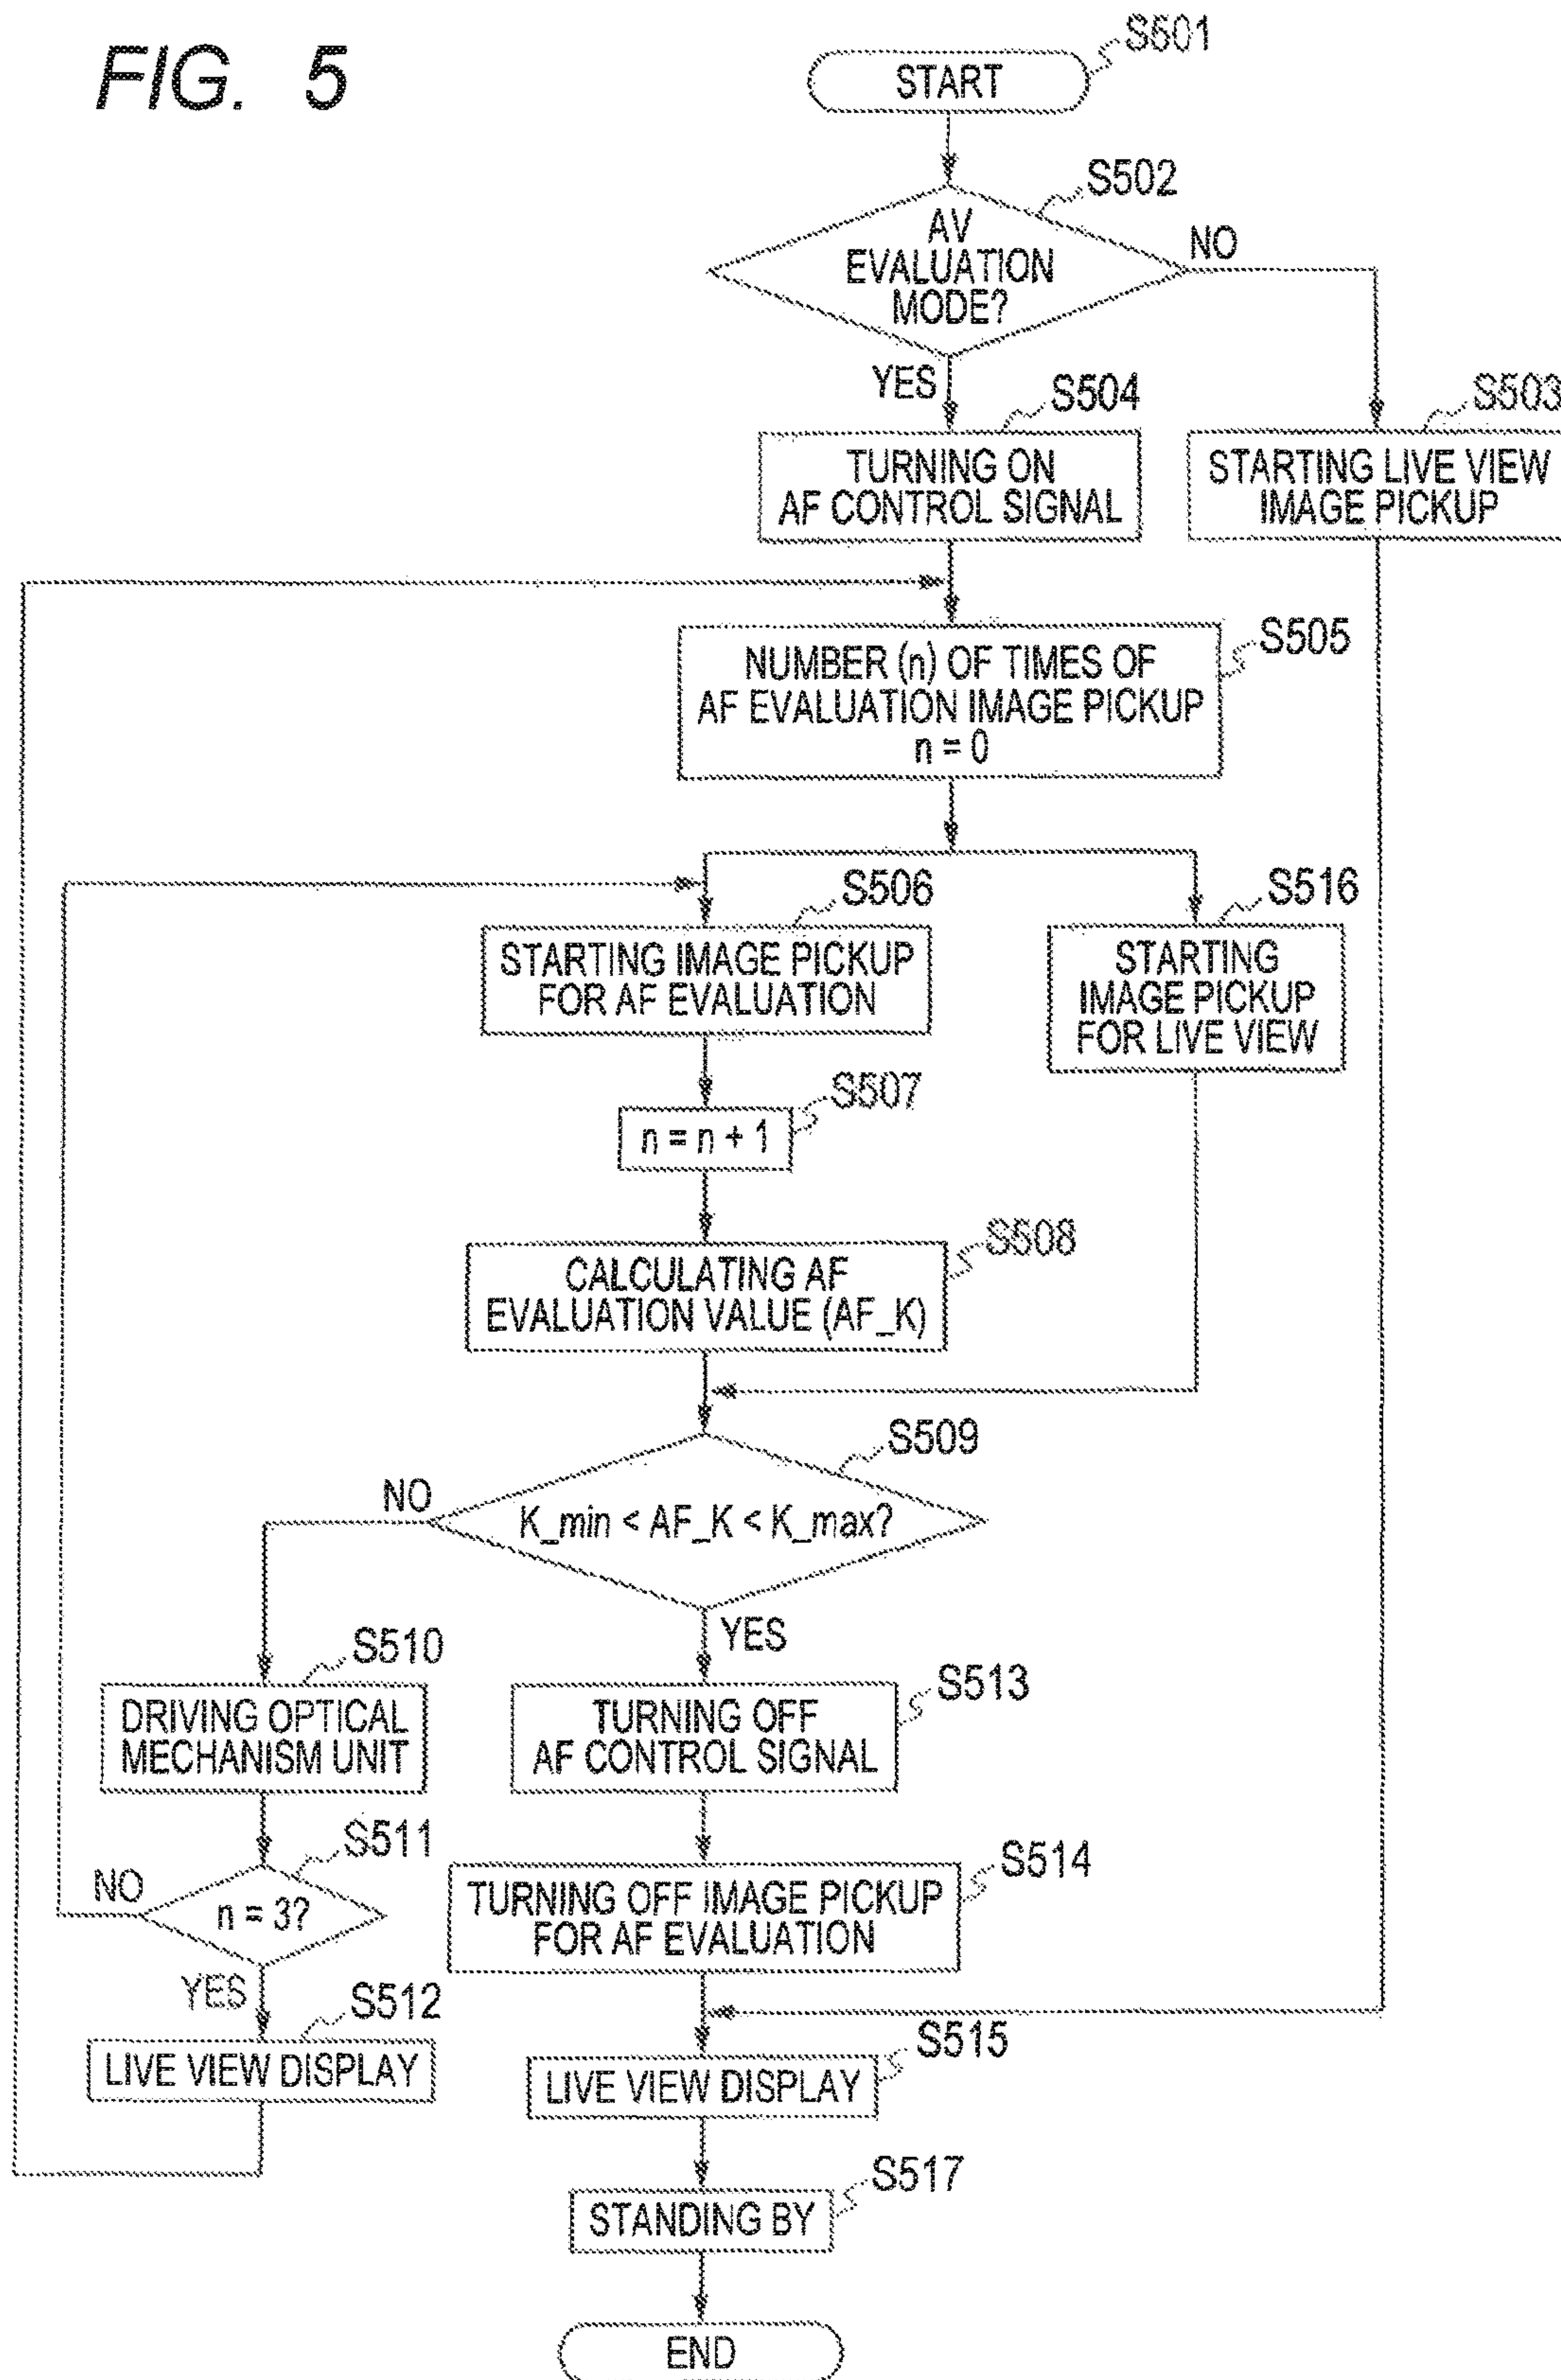 FIG. 5
S501
START
S502
AV
EVALUATION
MODE?
NO
YES
S504
TURNING ON
AF CONTROL SIGNAL
S503
STARTING LIVE VIEW
IMAGE PICKUP
S505
NUMBER (n) OF TIMES OF
AF EVALUATION IMAGE PICKUP
n = 0
S506
STARTING IMAGE PICKUP
FOR AF EVALUATION
S516
STARTING
IMAGE PICKUP
FOR LIVE VIEW
S507
n = n + 1
S508
CALCULATING AF
EVALUATION VALUE (AF_K)
S509
K_min < AF_K < K_max?
NO
YES
S510
DRIVING OPTICAL
MECHANISM UNIT
S513
TURNING OFF
AF CONTROL SIGNAL
S511
n = 3?
NO
YES
S514
TURNING OFF IMAGE PICKUP
FOR AF EVALUATION
S512
LIVE VIEW DISPLAY
S515
LIVE VIEW DISPLAY
S517
STANDING BY
END